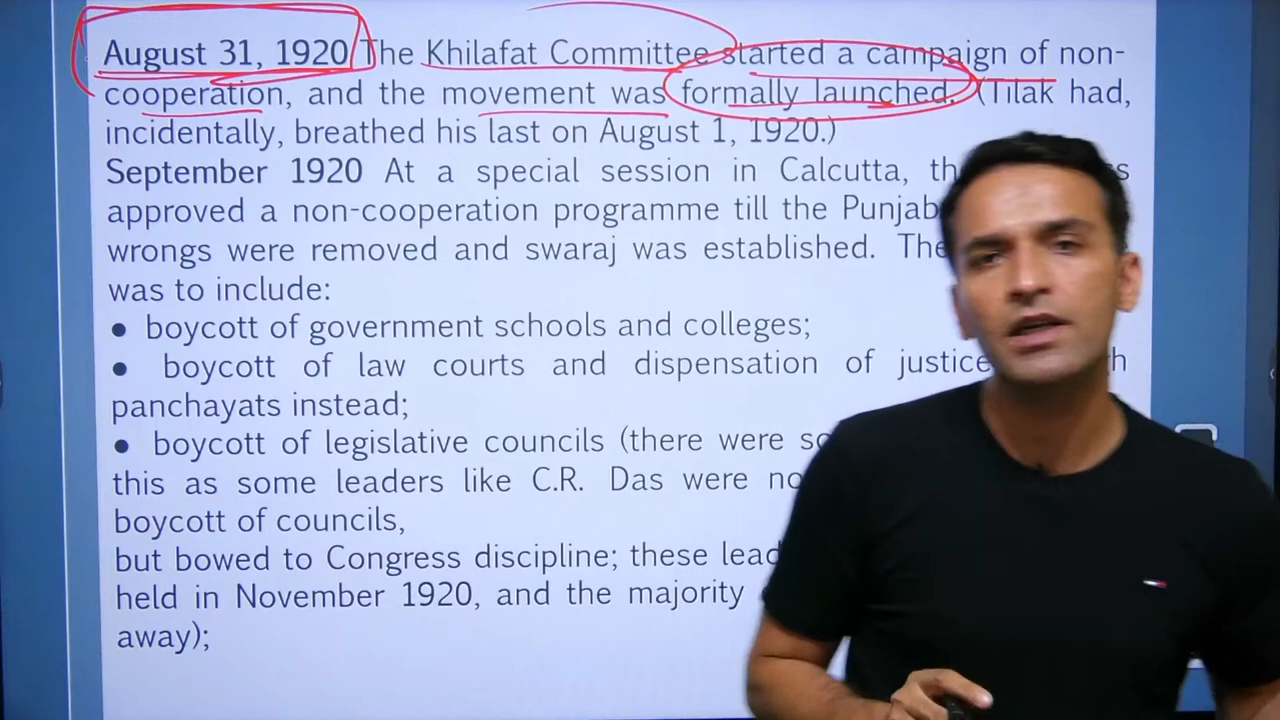 August 31, 1920 The Khilafat Committee started a campaign of non-
cooperation, and the movement was formally launched. (Tilak had,
incidentally, breathed his last on August 1, 1920.)
September 1920 At a special session in Calcutta, the
approved a non-cooperation programme till the Punjab
wrongs were removed and swaraj was established. The
was to include:
● boycott of government schools and colleges;
● boycott of law courts and dispensation of justice
panchayats instead;
● boycott of legislative councils (there were
this as some leaders like C.R. Das were
boycott of councils,
but bowed to Congress discipline; these
held in November 1920, and the majority
away);